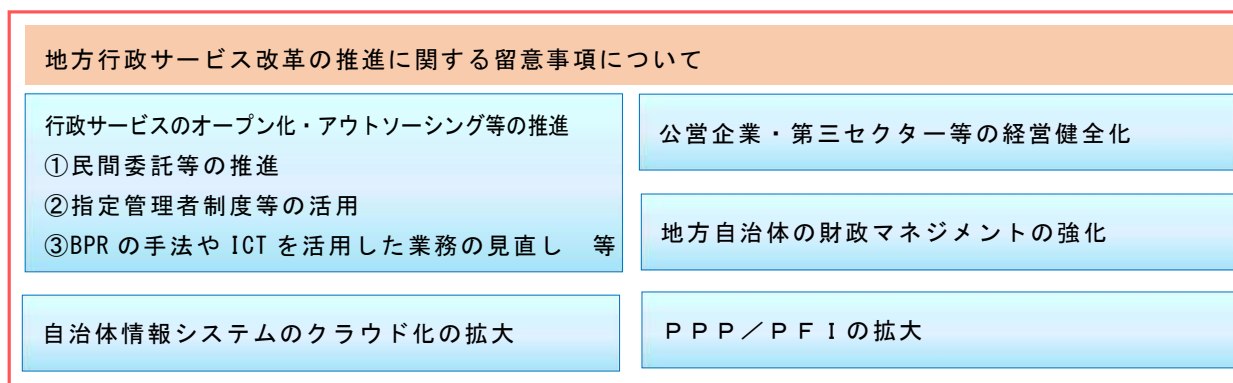 地方行政サービス改革の推進に関する留意事項について
行政サービスのオープン化・アウトソーシング等の推進
①民間委託等の推進
②指定管理者制度等の活用
③BPR の手法や ICT を活用した業務の見直し　等
自治体情報システムのクラウド化の拡大
公営企業・第三セクター等の経営健全化
地方自治体の財政マネジメントの強化
ＰＰＰ／ＰＦＩの拡大